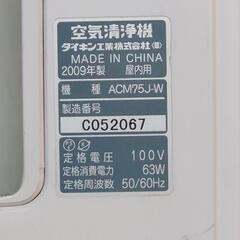 空気清浄機
ダイキン工業株式会社(B)
MADE IN CHINA
2009年製 屋内用
機種 ACM75J-W
製造番号
C052067
定格電圧 100V
定格消費電力 63W
定格周波数 50/60Hz